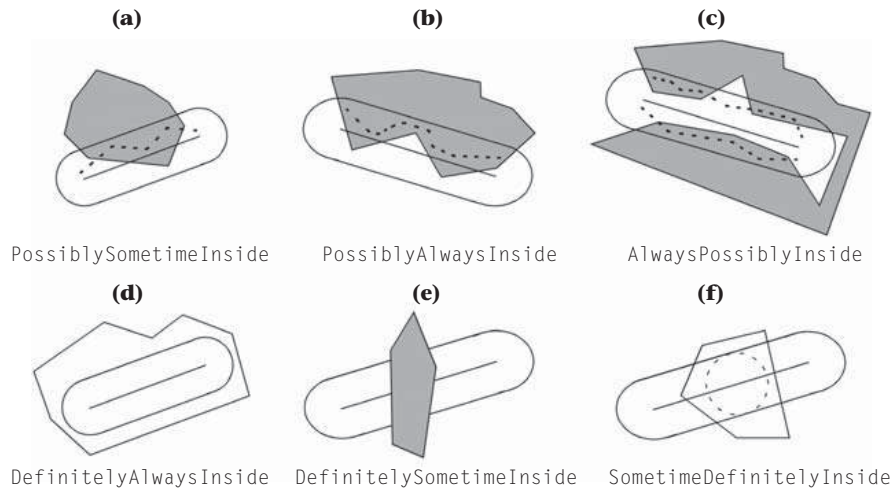 (a)
(b)
(c)
PossiblySometimeInside
PossiblyAlwaysInside
AlwaysPossiblyInside
(d)
(e)
(f)
DefinitelyAlwaysInside
DefinitelySometimeInside
SometimeDefinitelyInside